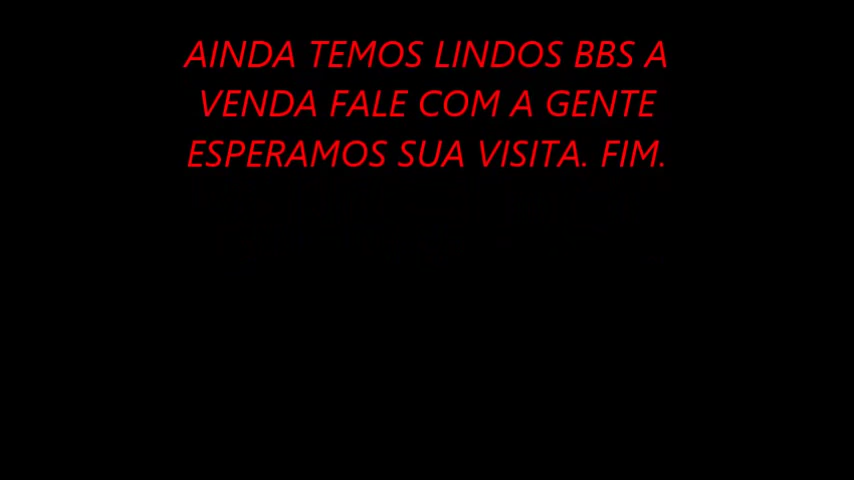 AINDA TEMOS LINDOS BBS A
VENDA FALE COM A GENTE
ESPERAMOS SUA VISITA. FIM.